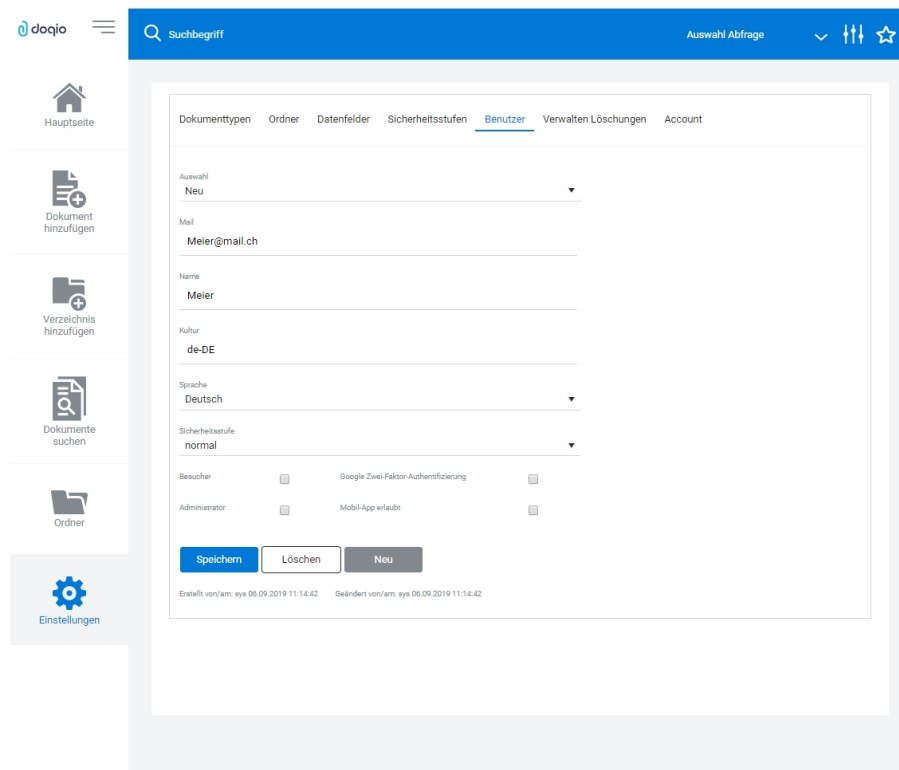 doqio
Suchbegriff
Auswahl Abfrage
Hauptseite
Dokument
hinzufügen
Verzeichnis
hinzufügen
Dokumente
suchen
Ordner
Einstellungen
Dokumenttypen Ordner Datenfelder Sicherheitsstufen Benutzer Verwalten Löschungen Account
Auswahl
Neu
Mail
Meier@mail.ch
Name
Meier
Kultur
de-DE
Sprache
Deutsch
Sicherheitsstufe
normal
Besucher Google Zwei-Faktor-Authentifizierung
Administrator Mobil-App erlaubt
Speichern Löschen Neu
Erstellt von/am: sys 06.09.2019 11:14:42 Geändert von/am: sys 06.09.2019 11:14:42